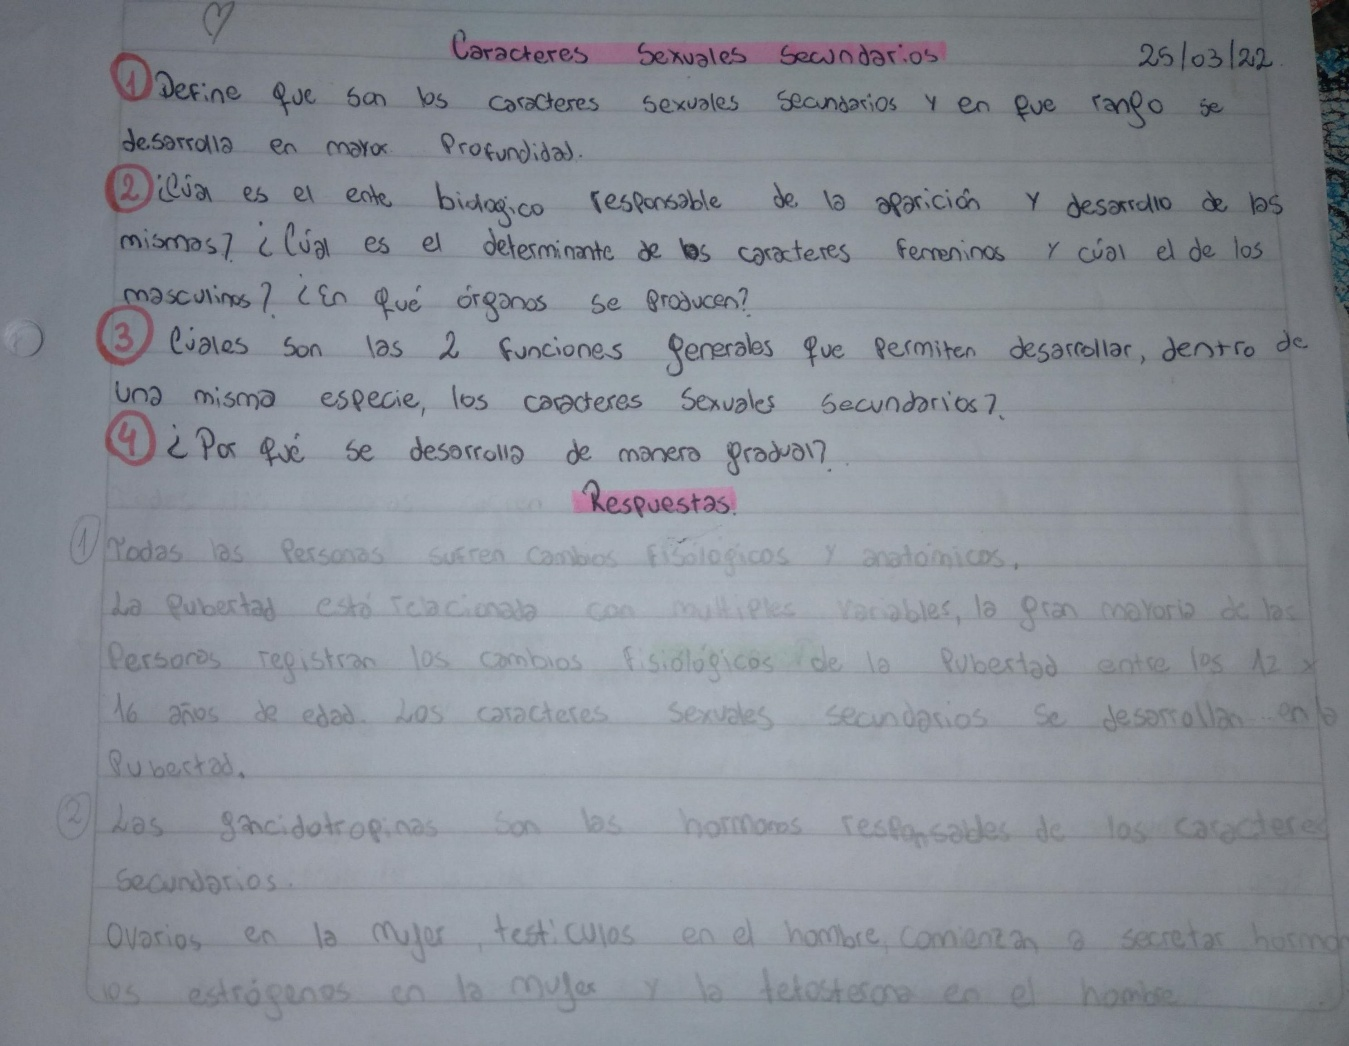 Caracteres Sexuales Secundarios 25/03/22.
1 Define que son los caracteres sexuales secundarios y en que rango se
desarrolla en mayor profundidad.
2 ¿Cúal es el ente biologico responsable de la aparición y desarrollo de los
mismos? ¿Cúal es el determinante de los caracteres femeninos y cúal el de los
masculinos? ¿En qué órganos se producen?
3 Cúales son las 2 funciones generales que permiten desarrollar, dentro de
una misma especie, los caracteres sexuales secundarios?.
4 ¿Por qué se desarrolla de manera gradual?.
Respuestas.
1 Todas las personas sufren cambios fisológicos y anatómicos.
La pubertad está relacionada con multiples variables, la gran mayoria de las
personas registran los cambios fisiológicos de la pubertad entre los 12 y
16 años de edad. Los caracteres sexuales secundarios se desarrollan en la
pubertad.
2 Las gancidotropinas son las hormonas responsables de los caracteres
secundarios.
Ovarios en la mujer, testiculos en el hombre, comienzan a secretar hormon
los estrógenos en la mujer y la testosterona en el hombre